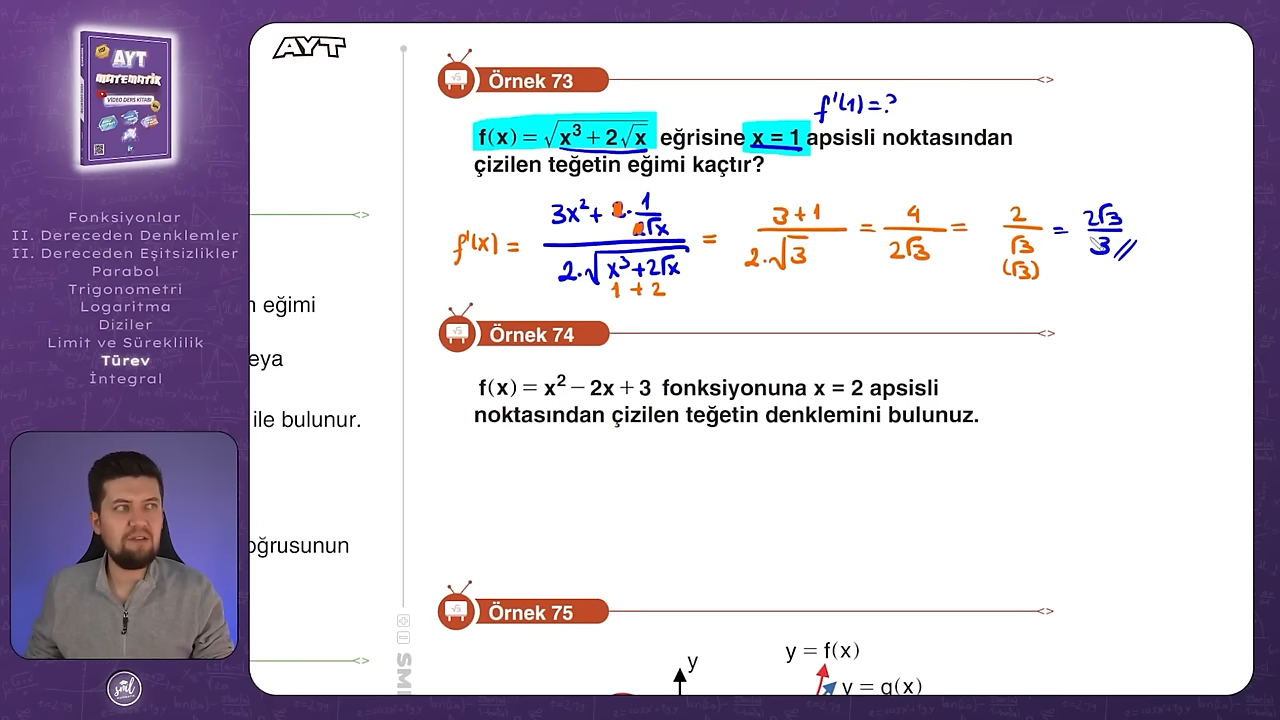 AYT
MATEMATİK
VİDEO DERS KİTABI
Fonksiyonlar
II. Dereceden Denklemler
II. Dereceden Eşitsizlikler
Parabol
Trigonometri
Logaritma
Diziler
Limit ve Süreklilik
Türev
İntegral
sml
AYT
n eğimi
eya
ile bulunur.
oğrusunun
SMI
Örnek 73
f'(1)=?
f(x) = √(x³ + 2√x) eğrisine x = 1 apsisli noktasından
çizilen teğetin eğimi kaçtır?
f'(x) = (3x² + 2·1/(2√x)) / (2·√(x³+2√x)) = (3+1)/(2·√3) = 4/(2√3) = 2/√3 = 2√3/3 //
1 + 2 (√3)
Örnek 74
f(x) = x² − 2x + 3 fonksiyonuna x = 2 apsisli
noktasından çizilen teğetin denklemini bulunuz.
Örnek 75
y = f(x)
y
y = g(x)